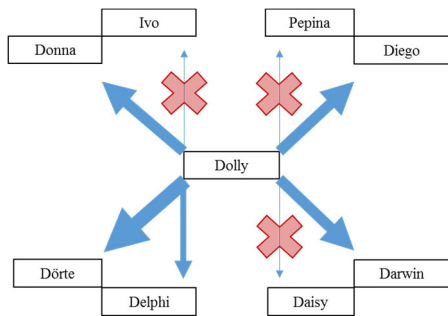 Ivo
Pepina
Donna
Diego
Dolly
Dörte
Darwin
Delphi
Daisy